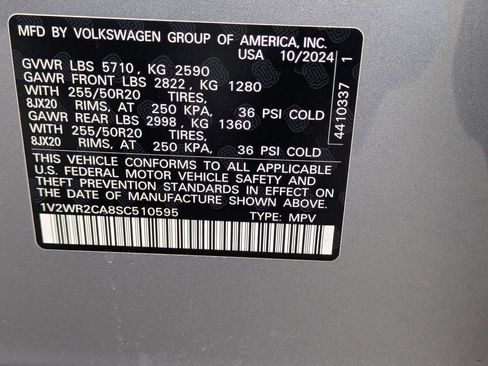 MFD BY VOLKSWAGEN GROUP OF AMERICA, INC.
USA 10/2024
GVWR LBS 5710, KG 2590
GAWR FRONT LBS 2822, KG 1280
WITH 255/50R20 TIRES,
8JX20 RIMS, AT 250 KPA, 36 PSI COLD
GAWR REAR LBS 2998, KG 1360
WITH 255/50R20 TIRES,
8JX20 RIMS, AT 250 KPA, 36 PSI COLD
THIS VEHICLE CONFORMS TO ALL APPLICABLE
U.S. FEDERAL MOTOR VEHICLE SAFETY AND
THEFT PREVENTION STANDARDS IN EFFECT ON
THE DATE OF MANUFACTURE SHOWN ABOVE.
1V2WR2CA8SC510595 TYPE: MPV
4410337 1